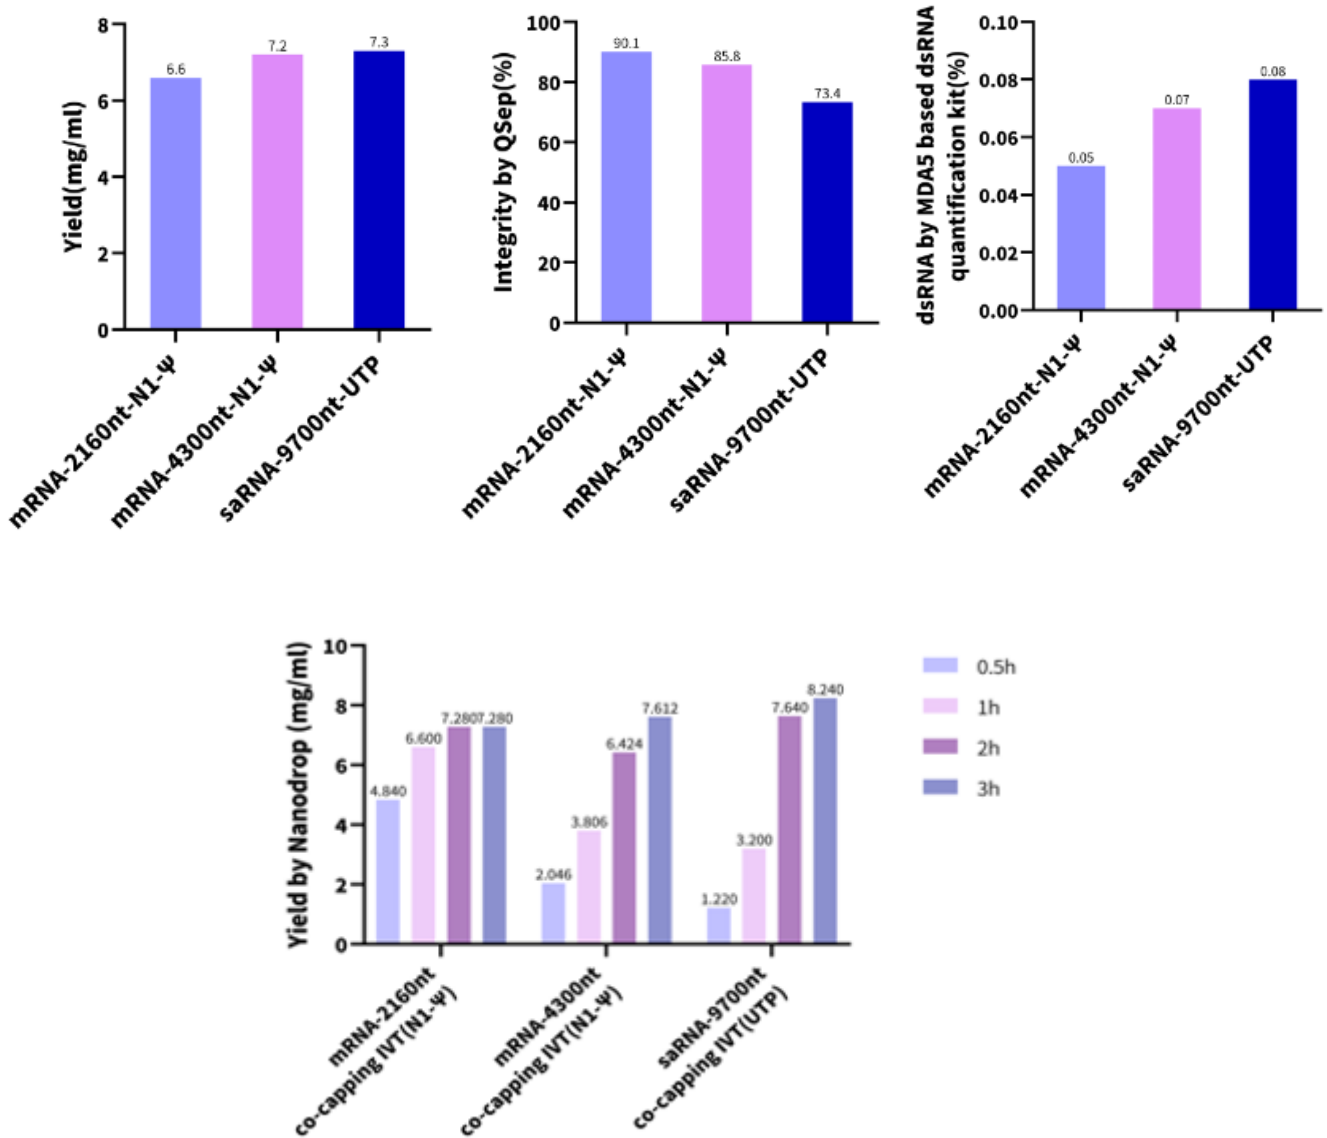 Yield(mg/ml)
8
6
4
2
0
6.6
7.2
7.3
mRNA-2160nt-N1-Ψ
mRNA-4300nt-N1-Ψ
saRNA-9700nt-UTP
Integrity by QSep(%)
100
80
60
40
20
0
90.1
85.8
73.4
mRNA-2160nt-N1-Ψ
mRNA-4300nt-N1-Ψ
saRNA-9700nt-UTP
dsRNA by MDA5 based dsRNA
quantification kit(%)
0.10
0.08
0.06
0.04
0.02
0.00
0.05
0.07
0.08
mRNA-2160nt-N1-Ψ
mRNA-4300nt-N1-Ψ
saRNA-9700nt-UTP
Yield by Nanodrop (mg/ml)
10
8
6
4
2
0
4.840
6.600
7.280
7.280
2.046
3.806
6.424
7.612
1.220
3.200
7.640
8.240
mRNA-2160nt
co-capping IVT(N1-Ψ)
mRNA-4300nt
co-capping IVT(N1-Ψ)
saRNA-9700nt
co-capping IVT(UTP)
0.5h
1h
2h
3h